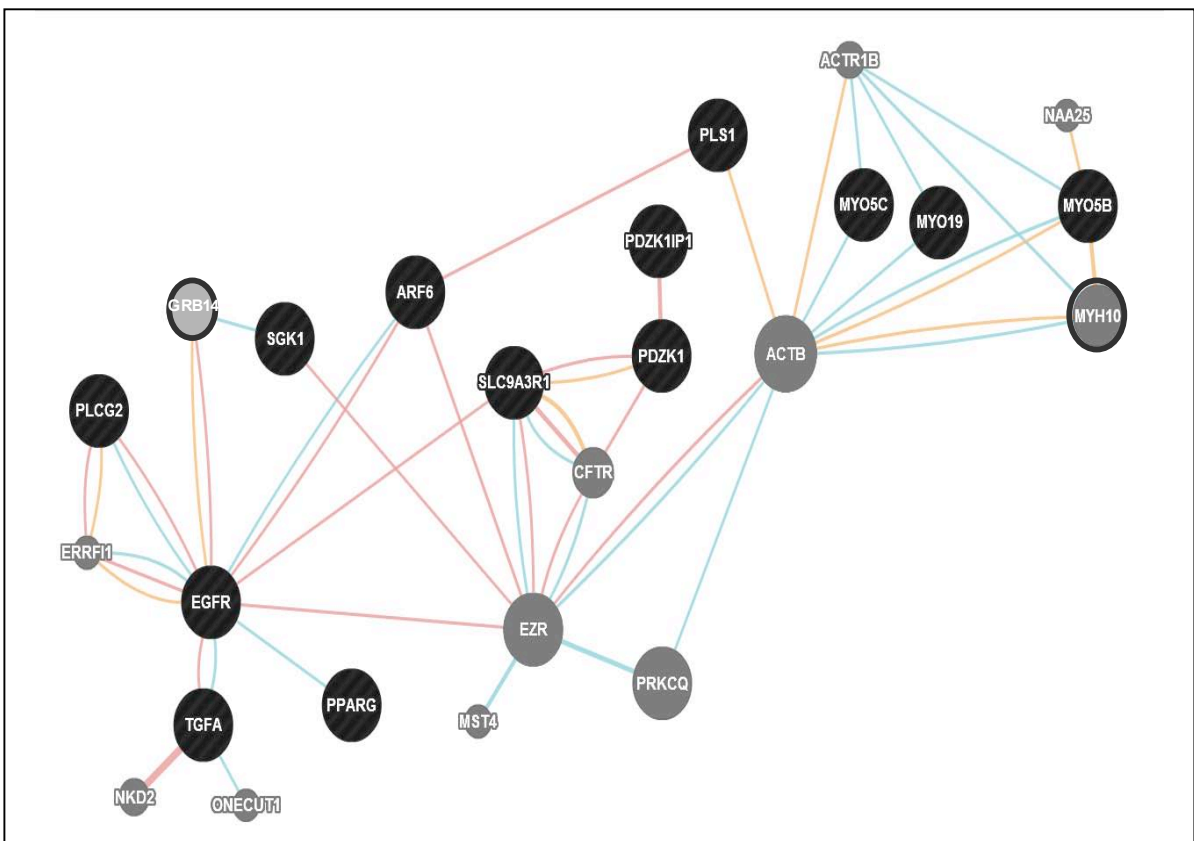 ACTR1B
NAA25
PLS1
MYO5C
MYO19
MYO5B
PDZK1IP1
ARF6
GRB14
SGK1
MYH10
PDZK1
ACTB
SLC9A3R1
PLCG2
CFTR
ERRFI1
EGFR
EZR
PRKCQ
PPARG
MST4
TGFA
NKD2
ONECUT1